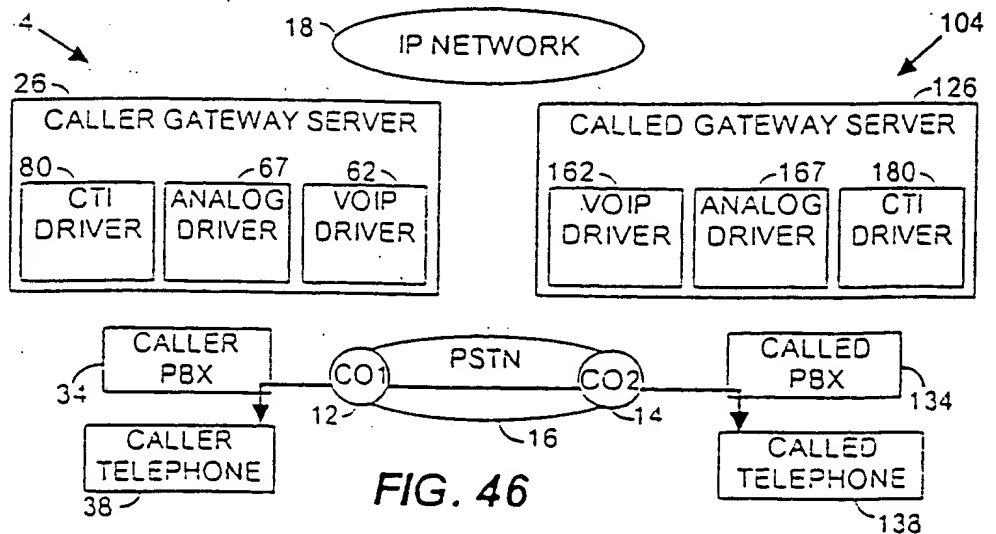 4
18
IP NETWORK
104
26
CALLER GATEWAY SERVER
80
CTI
DRIVER
67
ANALOG
DRIVER
62
VOIP
DRIVER
126
CALLED GATEWAY SERVER
162
VOIP
DRIVER
167
ANALOG
DRIVER
180
CTI
DRIVER
CALLER
PBX
34
CO1
12
PSTN
16
CO2
14
CALLED
PBX
134
CALLER
TELEPHONE
38
CALLED
TELEPHONE
138
FIG. 46